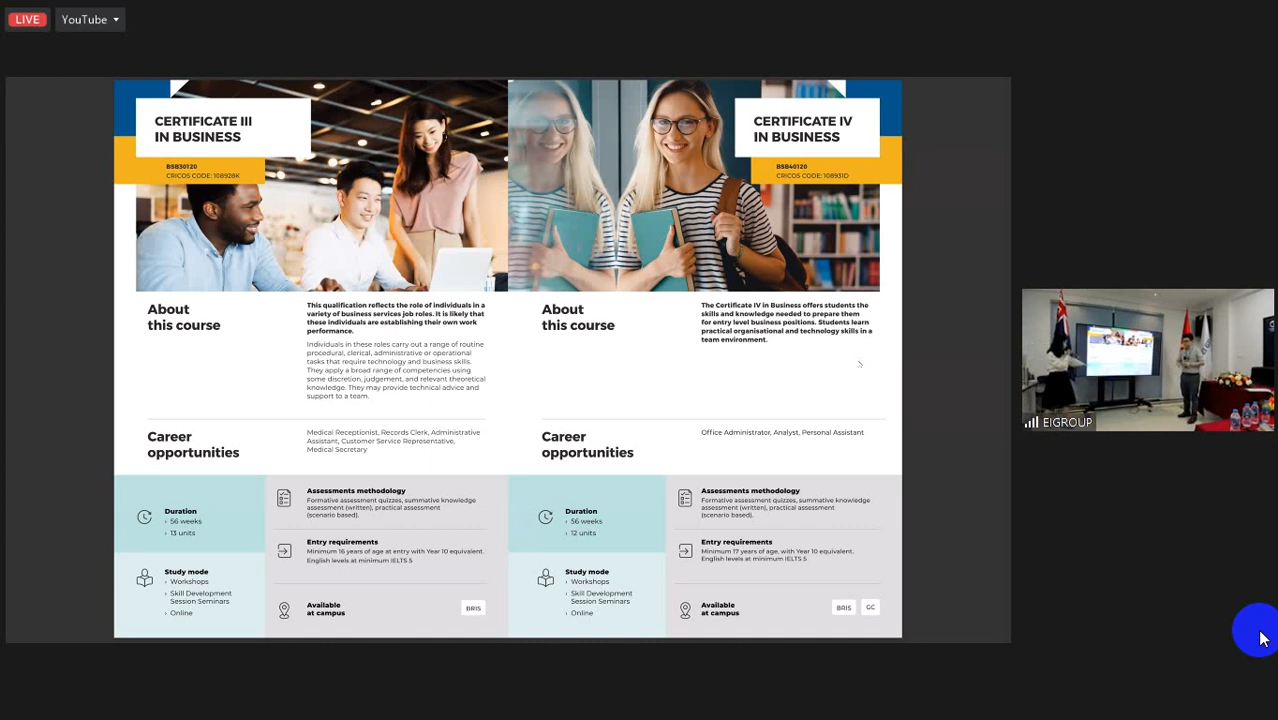 LIVE
YouTube
CERTIFICATE III
IN BUSINESS
BSB30120
CRICOS CODE: 108928K
About
this course
This qualification reflects the role of individuals in a
variety of business services job roles. It is likely that
these individuals are establishing their own work
performance.
Individuals in these roles carry out a range of routine
procedural, clerical, administrative or operational
tasks that require technology and business skills.
They apply a broad range of competencies using
some discretion, judgement, and relevant theoretical
knowledge. They may provide technical advice and
support to a team.
Career
opportunities
Medical Receptionist, Records Clerk, Administrative
Assistant, Customer Service Representative,
Medical Secretary
Duration
› 56 weeks
› 13 units
Study mode
› Workshops
› Skill Development
Session Seminars
› Online
Assessments methodology
Formative assessment quizzes, summative knowledge
assessment (written), practical assessment
(scenario based).
Entry requirements
Minimum 16 years of age at entry with Year 10 equivalent.
English levels at minimum IELTS 5
Available
at campus
BRIS
CERTIFICATE IV
IN BUSINESS
BSB40120
CRICOS CODE: 108931D
About
this course
The Certificate IV in Business offers students the
skills and knowledge needed to prepare them
for entry level business positions. Students learn
practical organisational and technology skills in a
team environment.
Career
opportunities
Office Administrator, Analyst, Personal Assistant
Duration
› 56 weeks
› 12 units
Study mode
› Workshops
› Skill Development
Session Seminars
› Online
Assessments methodology
Formative assessment quizzes, summative knowledge
assessment (written), practical assessment
(scenario based).
Entry requirements
Minimum 17 years of age, with Year 10 equivalent.
English levels at minimum IELTS 5
Available
at campus
BRIS
GC
EIGROUP